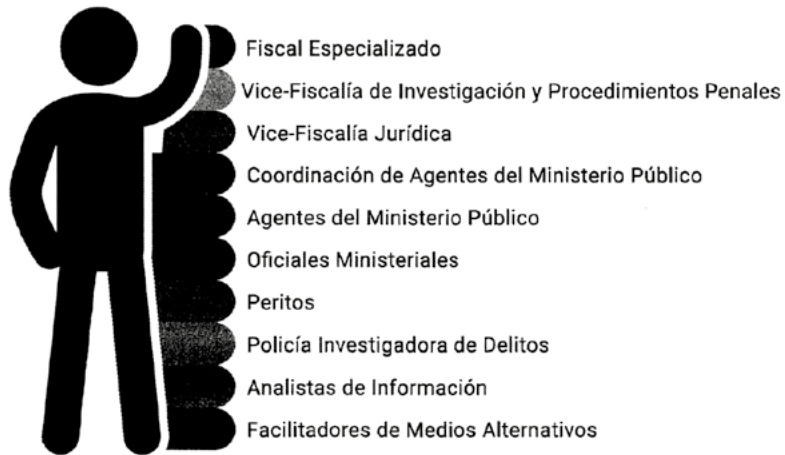 Fiscal Especializado
Vice-Fiscalía de Investigación y Procedimientos Penales
Vice-Fiscalía Jurídica
Coordinación de Agentes del Ministerio Público
Agentes del Ministerio Público
Oficiales Ministeriales
Peritos
Policía Investigadora de Delitos
Analistas de Información
Facilitadores de Medios Alternativos